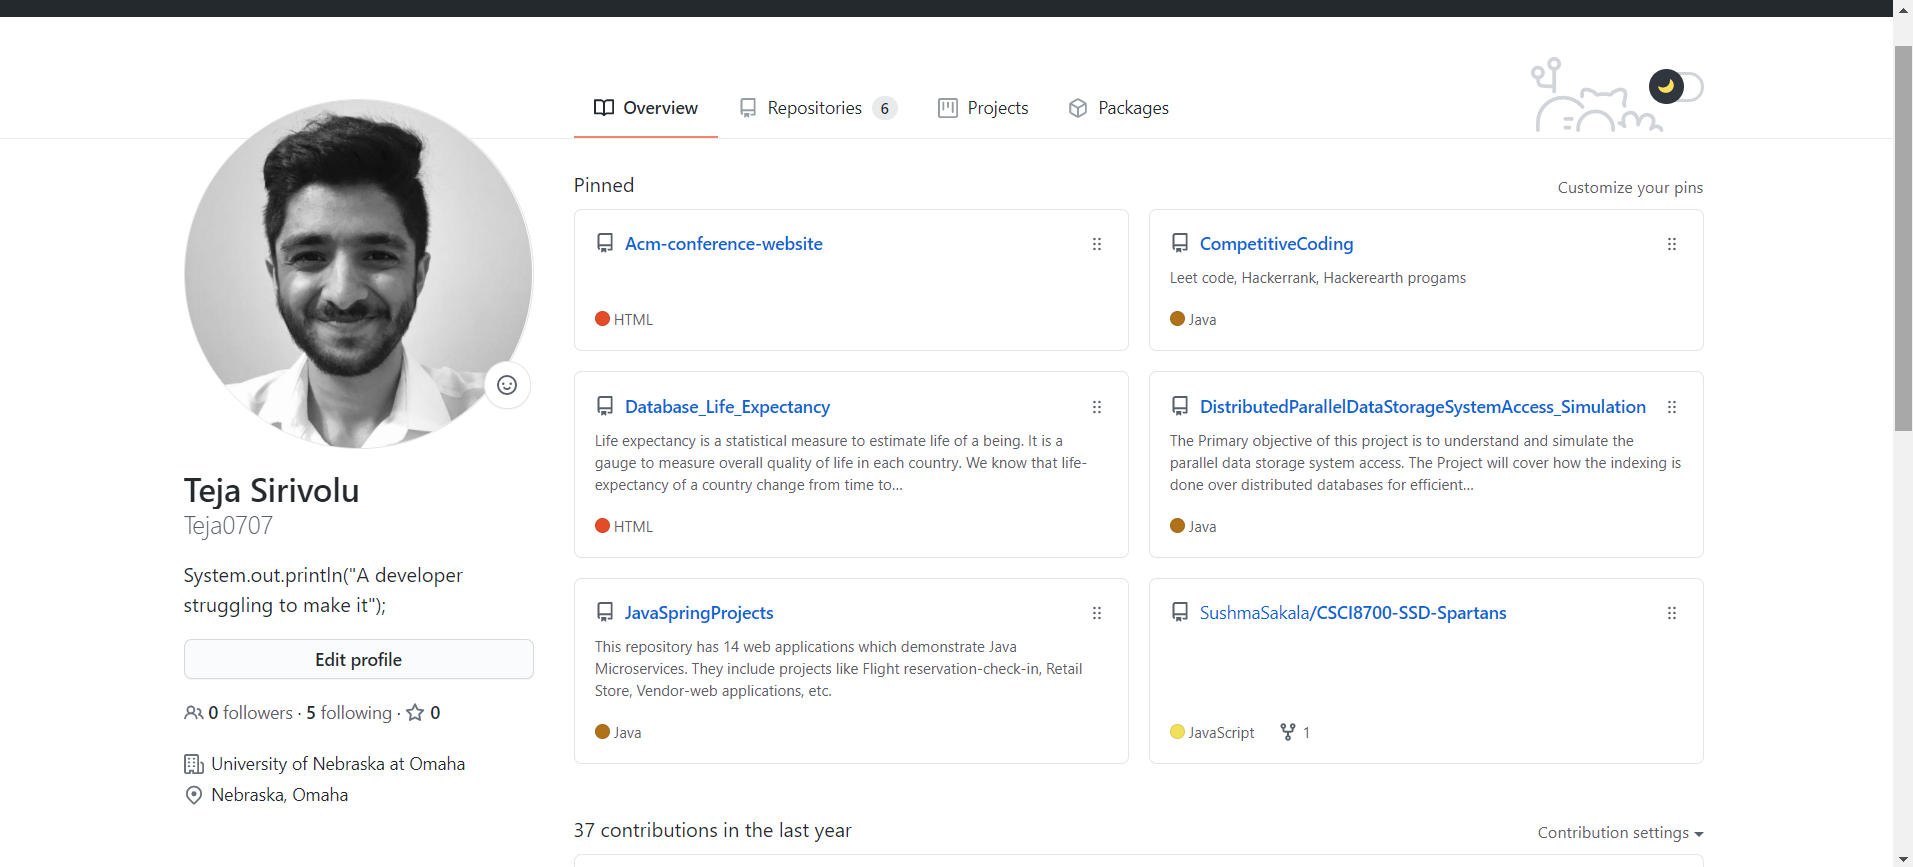 Overview
Repositories 6
Projects
Packages
Teja Sirivolu
Teja0707
System.out.println("A developer
struggling to make it");
Edit profile
0 followers · 5 following · 0
University of Nebraska at Omaha
Nebraska, Omaha
Pinned
Customize your pins
Acm-conference-website
HTML
CompetitiveCoding
Leet code, Hackerrank, Hackerearth progams
Java
Database_Life_Expectancy
Life expectancy is a statistical measure to estimate life of a being. It is a
gauge to measure overall quality of life in each country. We know that life-
expectancy of a country change from time to...
HTML
DistributedParallelDataStorageSystemAccess_Simulation
The Primary objective of this project is to understand and simulate the
parallel data storage system access. The Project will cover how the indexing is
done over distributed databases for efficient...
Java
JavaSpringProjects
This repository has 14 web applications which demonstrate Java
Microservices. They include projects like Flight reservation-check-in, Retail
Store, Vendor-web applications, etc.
Java
SushmaSakala/CSCI8700-SSD-Spartans
JavaScript 1
37 contributions in the last year
Contribution settings